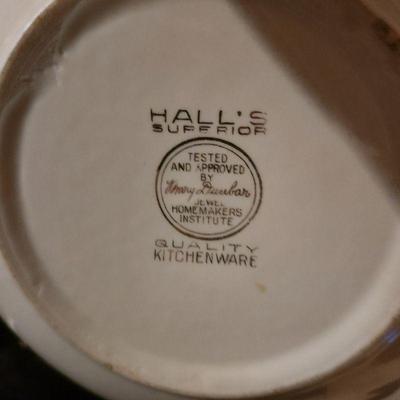 HALL'S
SUPERIOR
TESTED
AND APPROVED
BY
Mary Dunbar
JEWEL
HOMEMAKERS
INSTITUTE
QUALITY
KITCHENWARE